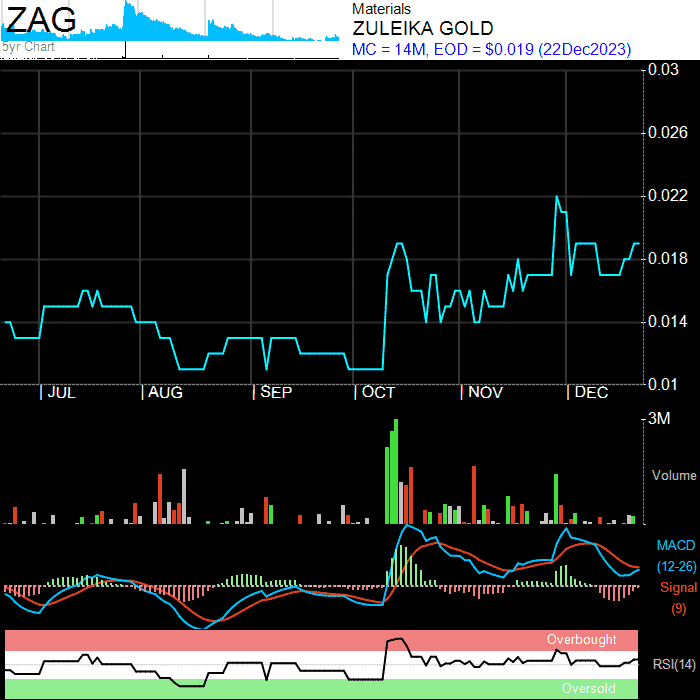 ZAG
5yr Chart
Materials
ZULEIKA GOLD
MC = 14M, EOD = $0.019 (22Dec2023)
0.03
0.026
0.022
0.018
0.014
0.01
JUL AUG SEP OCT NOV DEC
3M
Volume
MACD
(12-26)
Signal
(9)
Overbought
RSI(14)
Oversold